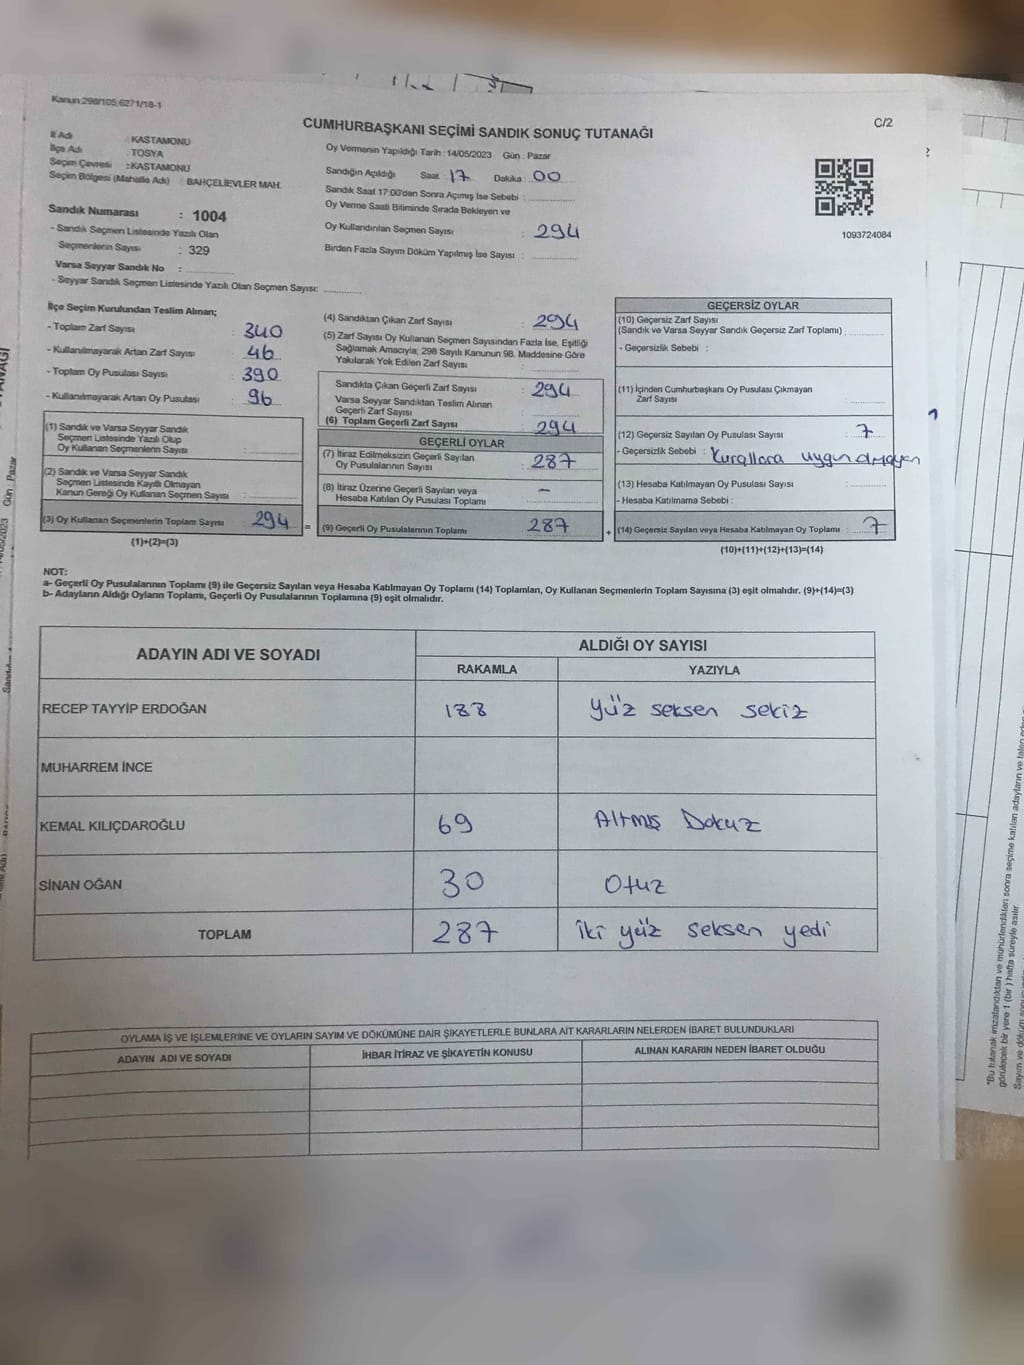 Kanun:298/105;6271/18-1
C/2
CUMHURBAŞKANI SEÇİMİ SANDIK SONUÇ TUTANAĞI
İl Adı : KASTAMONU
İlçe Adı : TOSYA
Seçim Çevresi : KASTAMONU
Seçim Bölgesi (Mahalle Adı) : BAHÇELİEVLER MAH.
Sandık Numarası : 1004
- Sandık Seçmen Listesinde Yazılı Olan
Seçmenlerin Sayısı : 329
Varsa Seyyar Sandık No :
- Seyyar Sandık Seçmen Listesinde Yazılı Olan Seçmen Sayısı:
Oy Vermenin Yapıldığı Tarih : 14/05/2023 Gün : Pazar
Sandığın Açıldığı Saat : 17 Dakika : 00
Sandık Saat 17:00'den Sonra Açılmış İse Sebebi :
Oy Verme Saati Bitiminde Sırada Bekleyen ve
Oy Kullandırılan Seçmen Sayısı : 294
Birden Fazla Sayım Döküm Yapılmış İse Sayısı :
1093724084
İlçe Seçim Kurulundan Teslim Alınan;
- Toplam Zarf Sayısı : 340
- Kullanılmayarak Artan Zarf Sayısı : 46
- Toplam Oy Pusulası Sayısı : 390
- Kullanılmayarak Artan Oy Pusulası : 96
(1) Sandık ve Varsa Seyyar Sandık
Seçmen Listesinde Yazılı Olup
Oy Kullanan Seçmenlerin Sayısı :
(2) Sandık ve Varsa Seyyar Sandık
Seçmen Listesinde Kayıtlı Olmayan
Kanun Gereği Oy Kullanan Seçmen Sayısı :
(3) Oy Kullanan Seçmenlerin Toplam Sayısı : 294 =
(1)+(2)=(3)
(4) Sandıktan Çıkan Zarf Sayısı : 294
(5) Zarf Sayısı Oy Kullanan Seçmen Sayısından Fazla İse, Eşitliği
Sağlamak Amacıyla; 298 Sayılı Kanunun 98. Maddesine Göre
Yakılarak Yok Edilen Zarf Sayısı :
Sandıkta Çıkan Geçerli Zarf Sayısı : 294
Varsa Seyyar Sandıktan Teslim Alınan
Geçerli Zarf Sayısı :
(6) Toplam Geçerli Zarf Sayısı : 294
GEÇERLİ OYLAR
(7) İtiraz Edilmeksizin Geçerli Sayılan
Oy Pusulalarının Sayısı : 287
(8) İtiraz Üzerine Geçerli Sayılan veya
Hesaba Katılan Oy Pusulası Toplamı : -
(9) Geçerli Oy Pusulalarının Toplamı : 287 +
GEÇERSİZ OYLAR
(10) Geçersiz Zarf Sayısı
(Sandık ve Varsa Seyyar Sandık Geçersiz Zarf Toplamı) :
- Geçersizlik Sebebi :
(11) İçinden Cumhurbaşkanı Oy Pusulası Çıkmayan
Zarf Sayısı :
(12) Geçersiz Sayılan Oy Pusulası Sayısı : 7
- Geçersizlik Sebebi : Kurallara uygun olmayan
(13) Hesaba Katılmayan Oy Pusulası Sayısı :
- Hesaba Katılmama Sebebi :
(14) Geçersiz Sayılan veya Hesaba Katılmayan Oy Toplamı : 7
(10)+(11)+(12)+(13)=(14)
NOT:
a- Geçerli Oy Pusulalarının Toplamı (9) ile Geçersiz Sayılan veya Hesaba Katılmayan Oy Toplamı (14) Toplamları, Oy Kullanan Seçmenlerin Toplam Sayısına (3) eşit olmalıdır. (9)+(14)=(3)
b- Adayların Aldığı Oyların Toplamı, Geçerli Oy Pusulalarının Toplamına (9) eşit olmalıdır.
ADAYIN ADI VE SOYADI
ALDIĞI OY SAYISI
RAKAMLA YAZIYLA
RECEP TAYYİP ERDOĞAN 188 Yüz seksen sekiz
MUHARREM İNCE
KEMAL KILIÇDAROĞLU 69 Altmış Dokuz
SİNAN OĞAN 30 Otuz
TOPLAM 287 İki yüz seksen yedi
OYLAMA İŞ VE İŞLEMLERİNE VE OYLARIN SAYIM VE DÖKÜMÜNE DAİR ŞİKAYETLERLE BUNLARA AİT KARARLARIN NELERDEN İBARET BULUNDUKLARI
ADAYIN ADI VE SOYADI İHBAR İTİRAZ VE ŞİKAYETİN KONUSU ALINAN KARARIN NEDEN İBARET OLDUĞU
Gün : Pazar
*Bu tutanak imzalandıktan ve mühürlendikten sonra seçime katılan adayların ve
görülecek bir yere 1 (bir) hafta süreyle asılır.